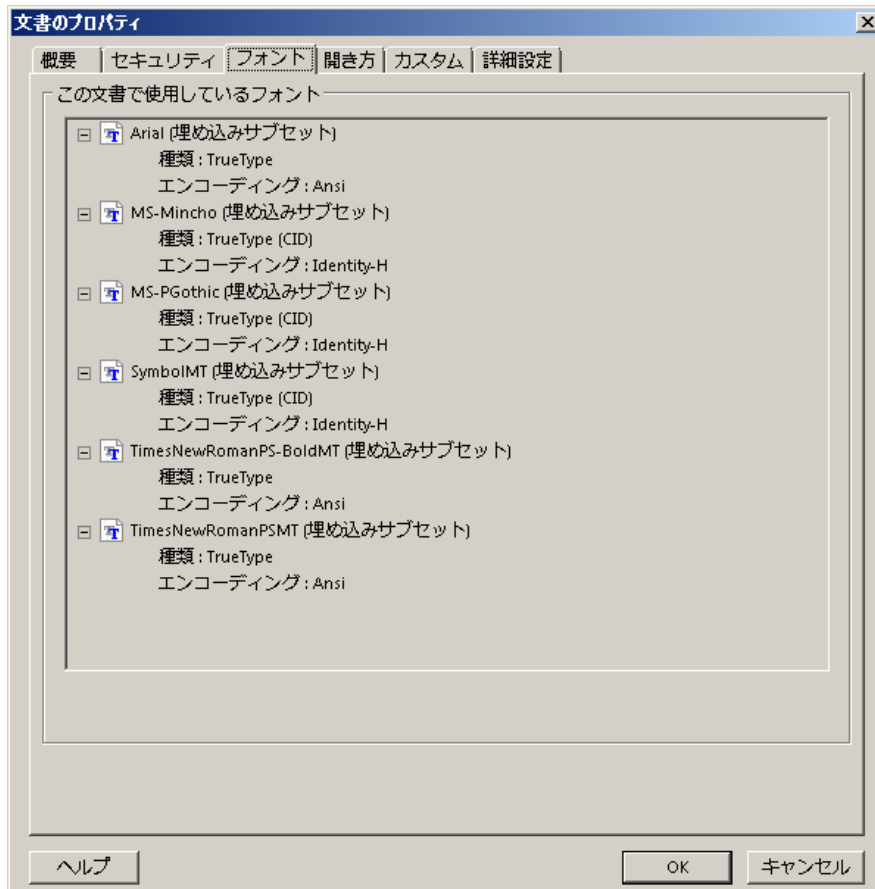 文書のプロパティ
概要 セキュリティ フォント 開き方 カスタム 詳細設定
この文書で使用しているフォント
Arial (埋め込みサブセット)
種類 : TrueType
エンコーディング : Ansi
MS-Mincho (埋め込みサブセット)
種類 : TrueType (CID)
エンコーディング : Identity-H
MS-PGothic (埋め込みサブセット)
種類 : TrueType (CID)
エンコーディング : Identity-H
SymbolMT (埋め込みサブセット)
種類 : TrueType (CID)
エンコーディング : Identity-H
TimesNewRomanPS-BoldMT (埋め込みサブセット)
種類 : TrueType
エンコーディング : Ansi
TimesNewRomanPSMT (埋め込みサブセット)
種類 : TrueType
エンコーディング : Ansi
ヘルプ OK キャンセル